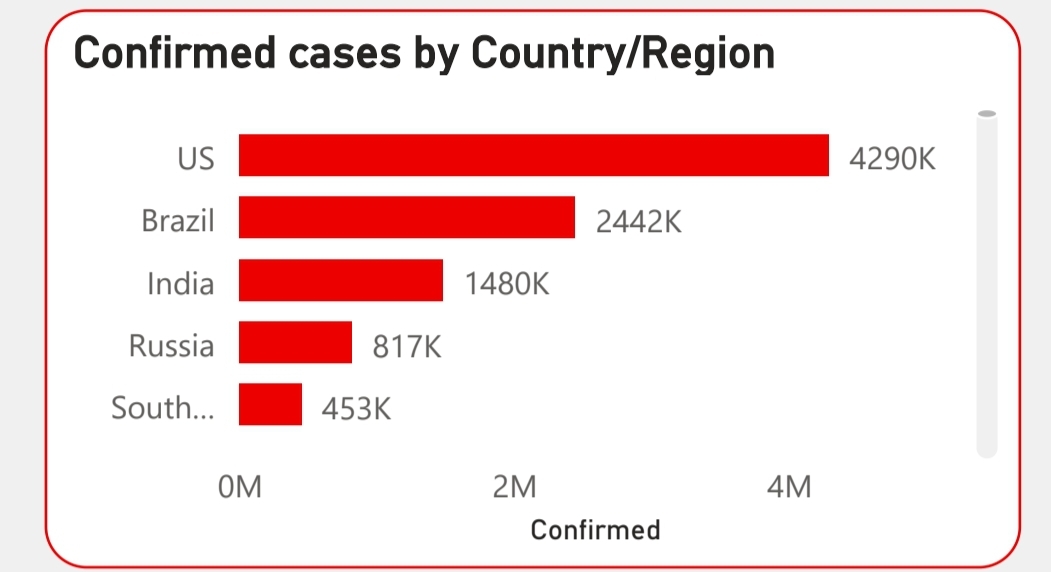 Confirmed cases by Country/Region
US 4290K
Brazil 2442K
India 1480K
Russia 817K
South... 453K
0M 2M 4M
Confirmed